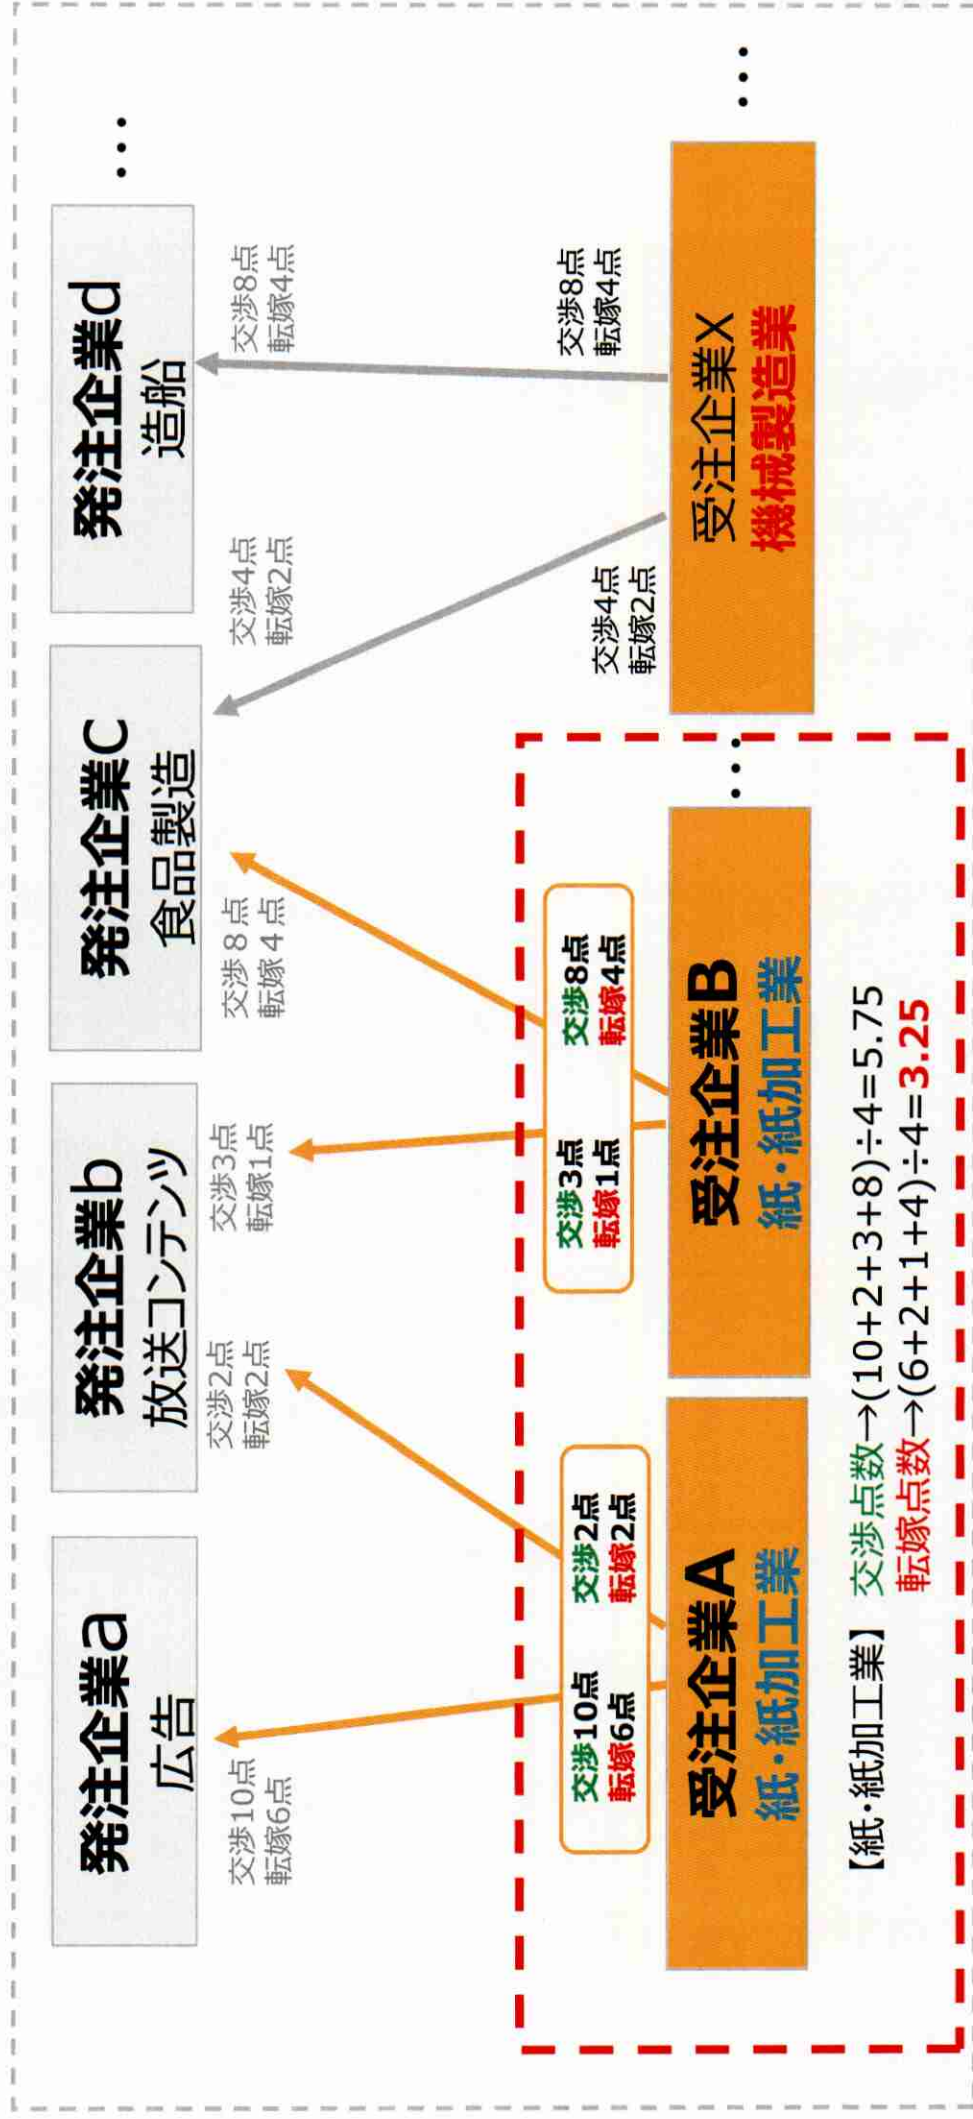 発注企業a
広告
発注企業b
放送コンテンツ
発注企業c
食品製造
発注企業d
造船
…
交渉10点
転嫁6点
交渉2点
転嫁2点
交渉3点
転嫁1点
交渉8点
転嫁4点
交渉4点
転嫁2点
交渉8点
転嫁4点
交渉10点
転嫁6点
交渉2点
転嫁2点
交渉3点
転嫁1点
交渉8点
転嫁4点
交渉4点
転嫁2点
交渉8点
転嫁4点
受注企業A
紙・紙加工業
受注企業B
紙・紙加工業
…
受注企業X
機械製造業
…
【紙・紙加工業】 交渉点数→(10+2+3+8)÷4=5.75
転嫁点数→(6+2+1+4)÷4=3.25